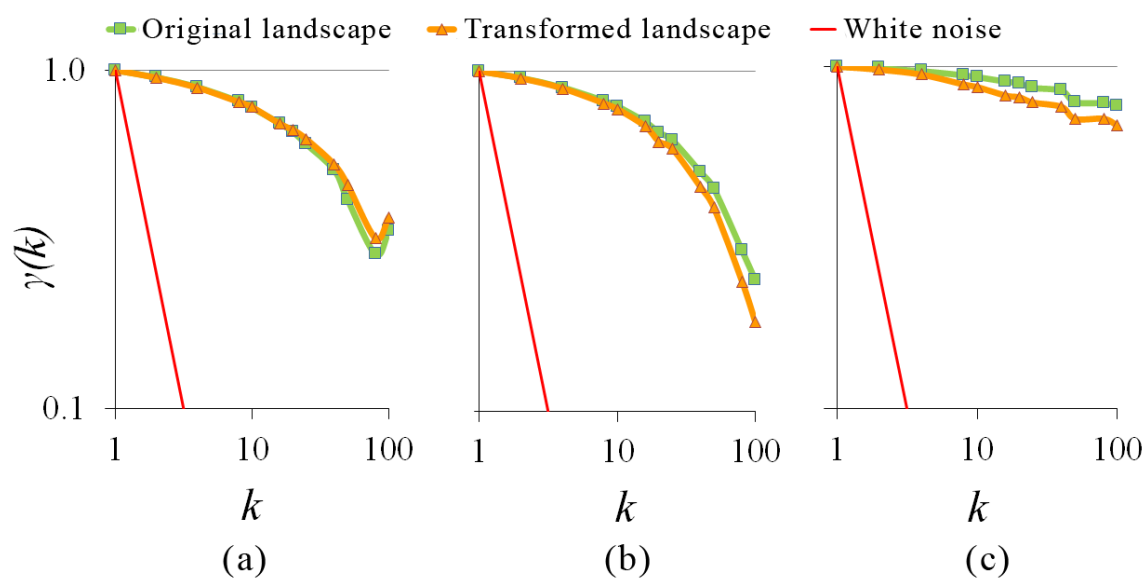 Original landscape Transformed landscape White noise
1.0
γ(k)
0.1
1 10 100 1 10 100 1 10 100
k k k
(a) (b) (c)